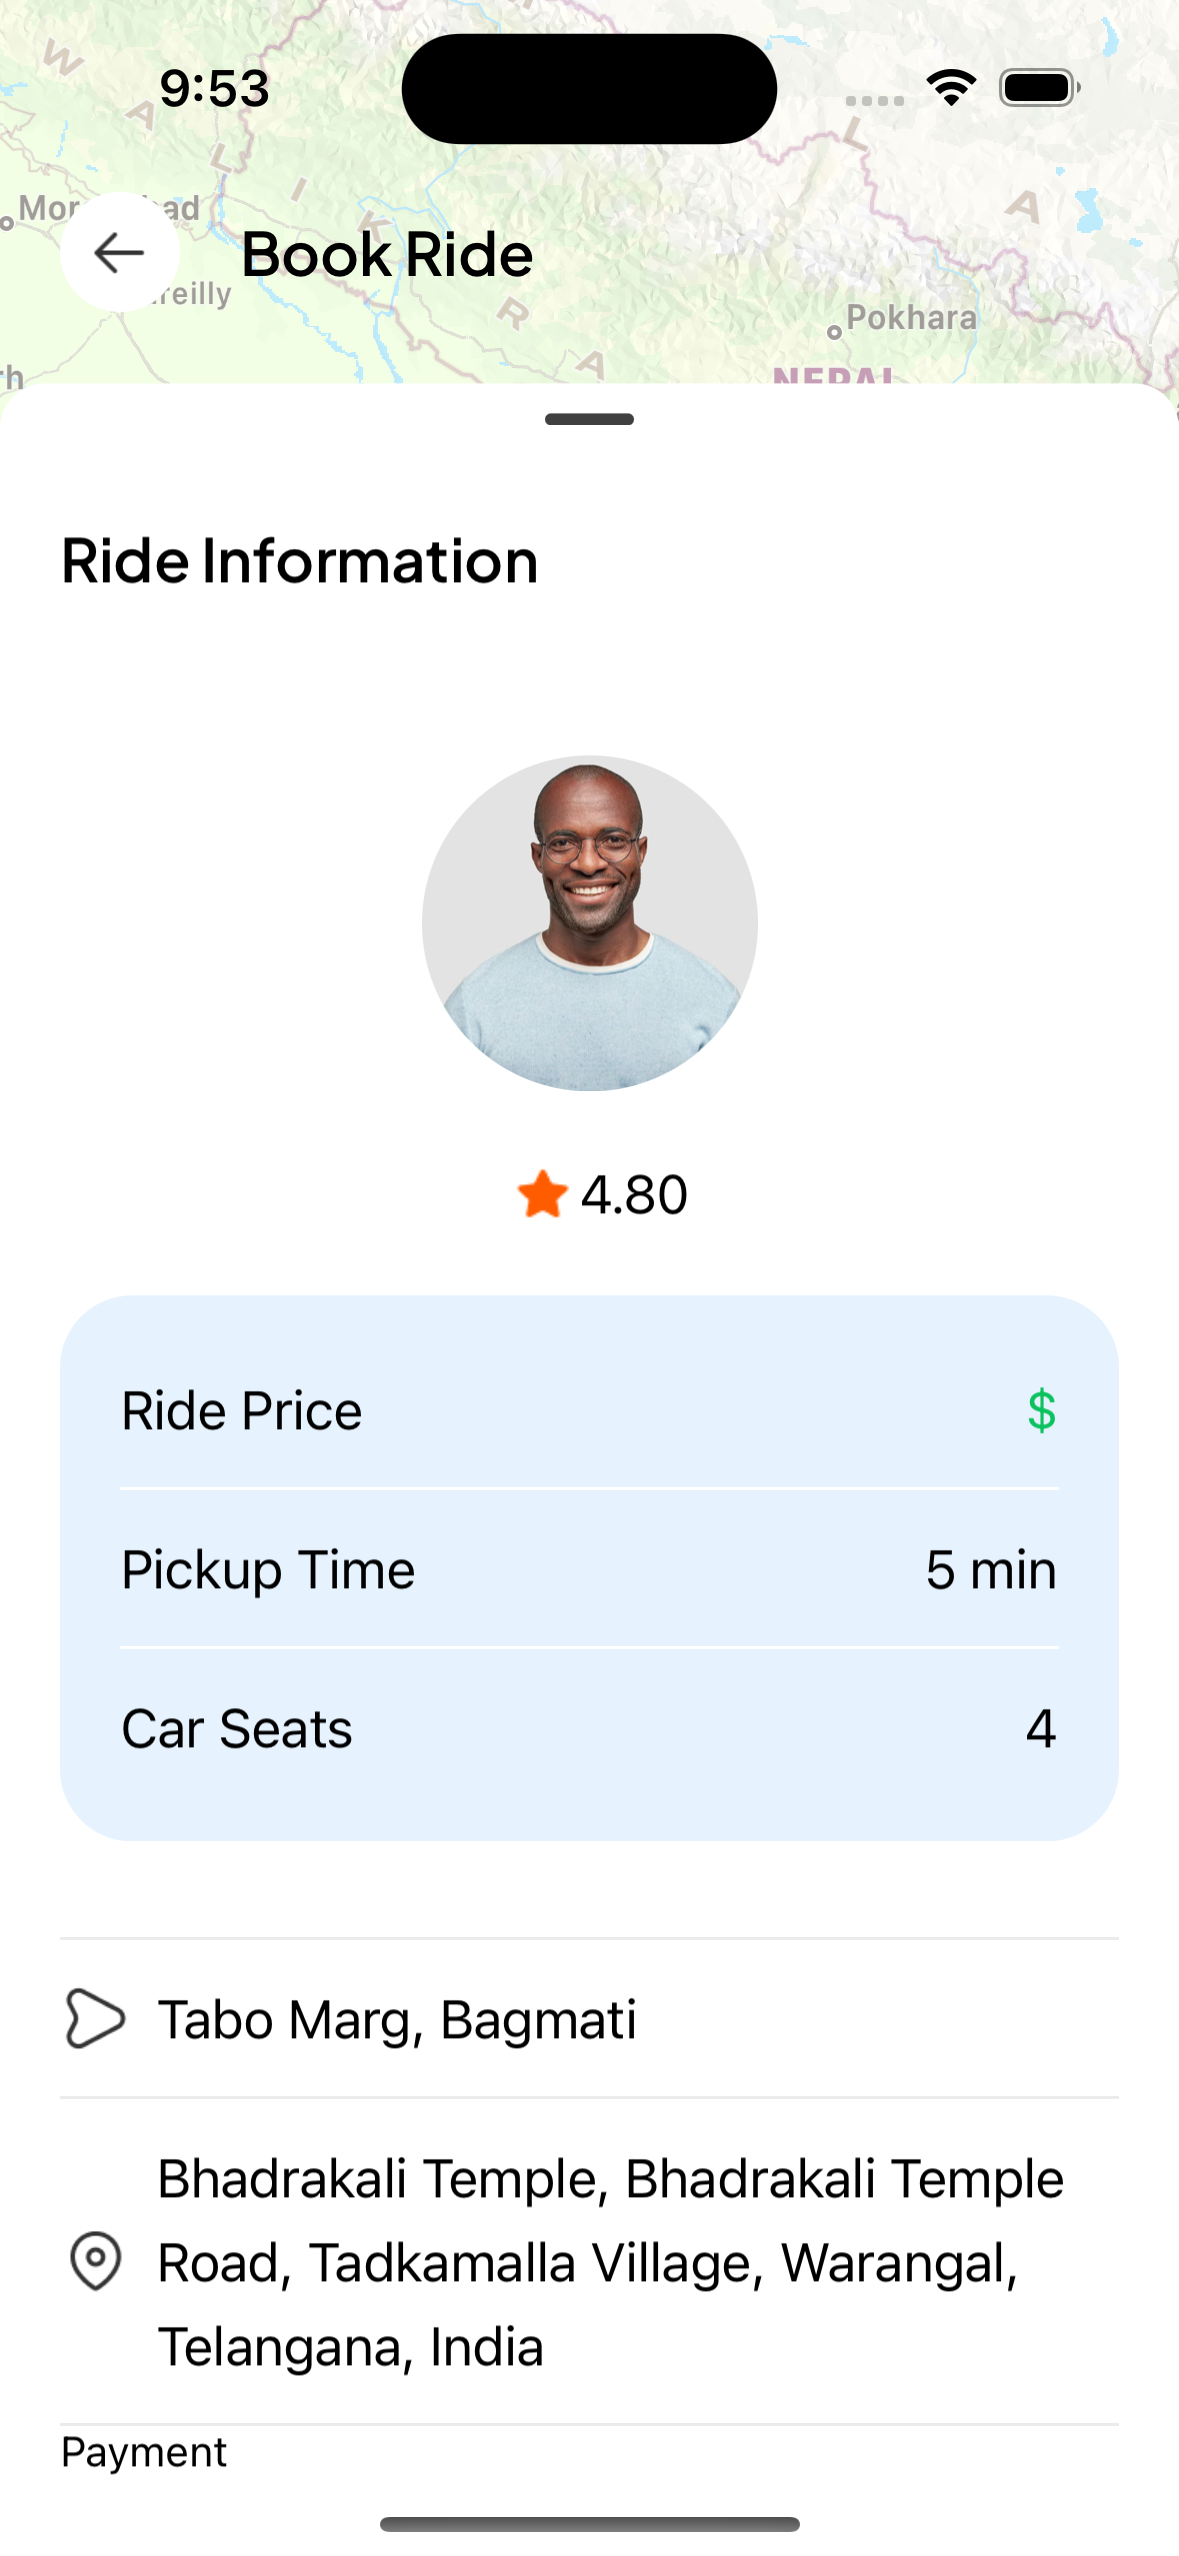 9:53
W A L I K R A L A
ad
Book Ride
reilly
Pokhara
NEPAL
rh
Ride Information
4.80
Ride Price $
Pickup Time 5 min
Car Seats 4
Tabo Marg, Bagmati
Bhadrakali Temple, Bhadrakali Temple
Road, Tadkamalla Village, Warangal,
Telangana, India
Payment